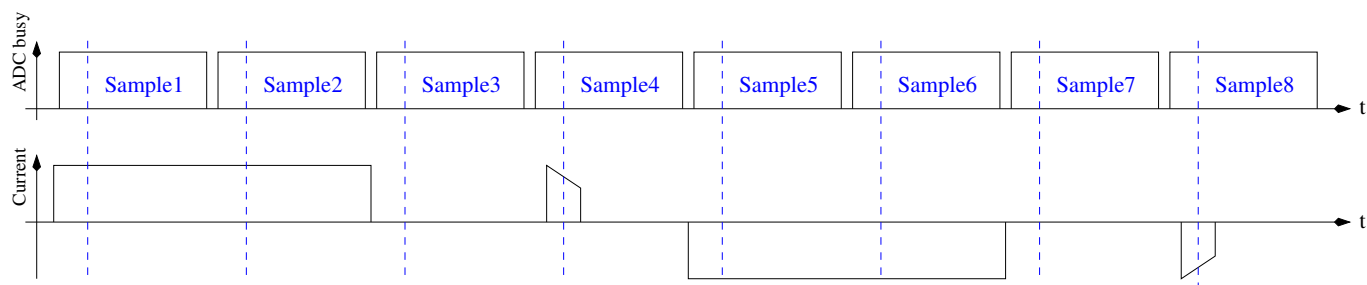 ADC busy
Sample1 Sample2 Sample3 Sample4 Sample5 Sample6 Sample7 Sample8
t
Current
t